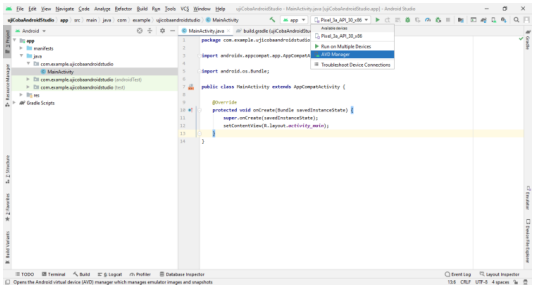 File Edit View Navigate Code Analyze Refactor Build Run Tools VCS Window Help ujiCobaAndroidStudio - MainActivity.java [ujiCobaAndroidStudio.app] - Android Studio
ujiCobaAndroidStudio app src main java com example ujicobaandroidstudio MainActivity
app
Pixel_3a_API_30_x86
Available devices
Pixel_3a_API_30_x86
Run on Multiple Devices
AVD Manager
Troubleshoot Device Connections
Android
MainActivity.java
build.gradle (ujiCobaAndroidStu
app
manifests
java
com.example.ujicobaandroidstudio
MainActivity
com.example.ujicobaandroidstudio (androidTest)
com.example.ujicobaandroidstudio (test)
res
Gradle Scripts
1 package com.example.ujicobaandroidst
2
3 import androidx.appcompat.app.AppCompatA
4
5 import android.os.Bundle;
6
7 public class MainActivity extends AppCompatActivity {
8
9 @Override
10 protected void onCreate(Bundle savedInstanceState) {
11 super.onCreate(savedInstanceState);
12 setContentView(R.layout.activity_main);
13 }
14 }
Project
Resource Manager
Z: Structure
2: Favorites
Build Variants
Gradle
Emulator
Device File Explorer
TODO Terminal Build 6: Logcat Profiler Database Inspector Event Log Layout Inspector
Opens the Android virtual device (AVD) manager which manages emulator images and snapshots
13:6 CRLF UTF-8 4 spaces